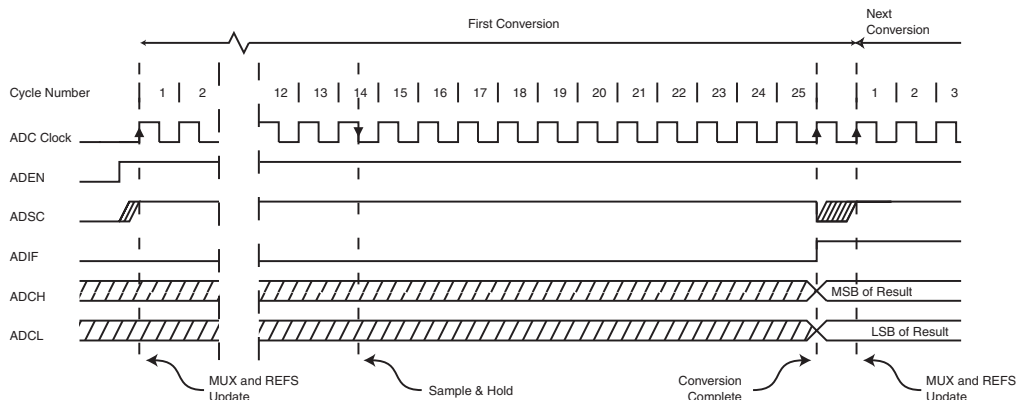 First Conversion
Next
Conversion
Cycle Number 1 2 12 13 14 15 16 17 18 19 20 21 22 23 24 25 1 2 3
ADC Clock
ADEN
ADSC
ADIF
ADCH MSB of Result
ADCL LSB of Result
MUX and REFS
Update
Sample & Hold
Conversion
Complete
MUX and REFS
Update